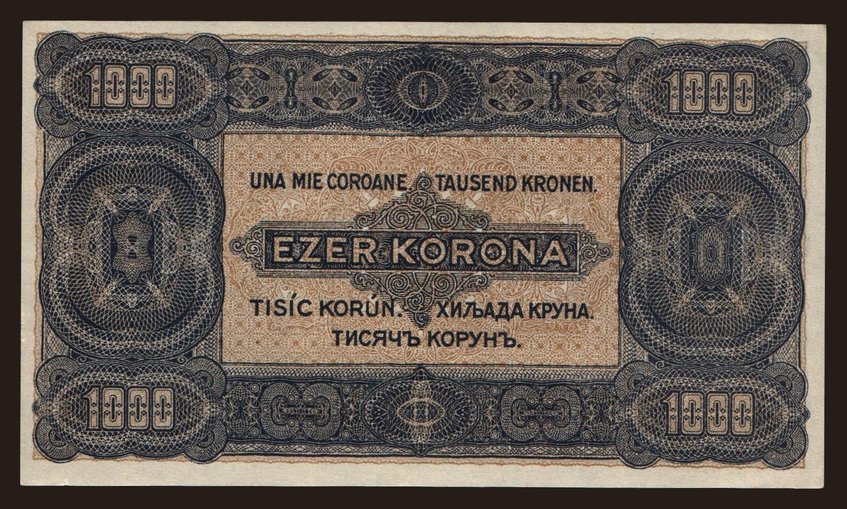 1000 1000
UNA MIE COROANE TAUSEND KRONEN.
EZER KORONA
TISÍC KORÚN. ХИЉАДА КРУНА.
ТИСЯЧЪ КОРУНЪ.
1000 1000